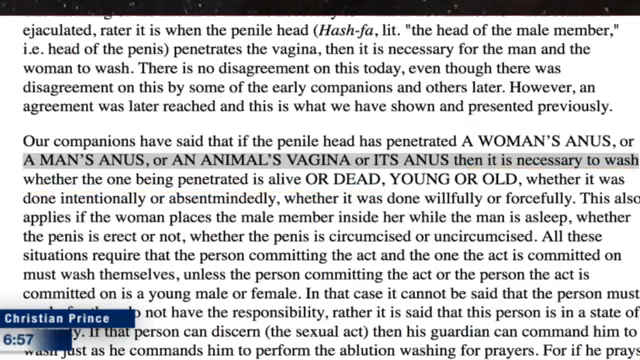 ejaculated, rater it is when the penile head (Hash-fa, lit. "the head of the male member,"
i.e. head of the penis) penetrates the vagina, then it is necessary for the man and the
woman to wash. There is no disagreement on this today, even though there was
disagreement on this by some of the early companions and others later. However, an
agreement was later reached and this is what we have shown and presented previously.
Our companions have said that if the penile head has penetrated A WOMAN'S ANUS, or
A MAN'S ANUS, or AN ANIMAL'S VAGINA or ITS ANUS then it is necessary to wash
whether the one being penetrated is alive OR DEAD, YOUNG OR OLD, whether it was
done intentionally or absentmindedly, whether it was done willfully or forcefully. This also
applies if the woman places the male member inside her while the man is asleep, whether
the penis is erect or not, whether the penis is circumcised or uncircumcised. All these
situations require that the person committing the act and the one the act is committed on
must wash themselves, unless the person committing the act or the person the act is
committed on is a young male or female. In that case it cannot be said that the person must
do not have the responsibility, rather it is said that this person is in a state of
If that person can discern (the sexual act) then his guardian can command him to
wash just as he commands him to perform the ablution washing for prayers. For if he prays
Christian Prince
6:57